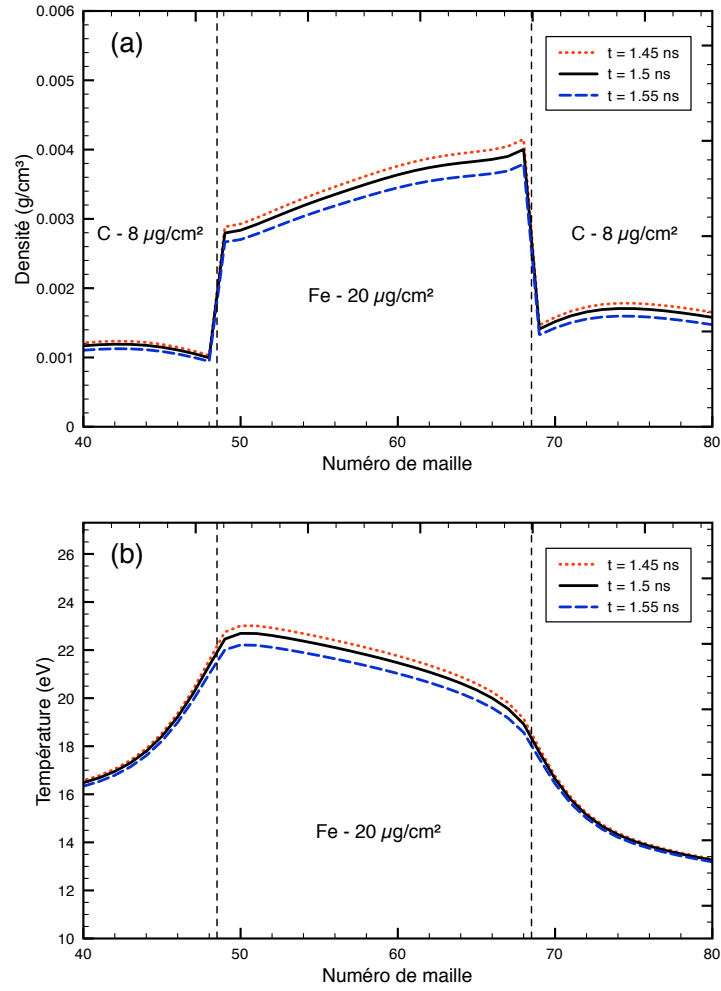 0.006
(a)
t = 1.45 ns
t = 1.5 ns
t = 1.55 ns
0.005
0.004
0.003
C - 8 µg/cm²
C - 8 µg/cm²
Densité (g/cm³)
Fe - 20 µg/cm²
0.002
0.001
0
40 50 60 70 80
Numéro de maille
(b)
26
t = 1.45 ns
t = 1.5 ns
t = 1.55 ns
24
22
20
Température (eV)
18
16
14
Fe - 20 µg/cm²
12
10
40 50 60 70 80
Numéro de maille